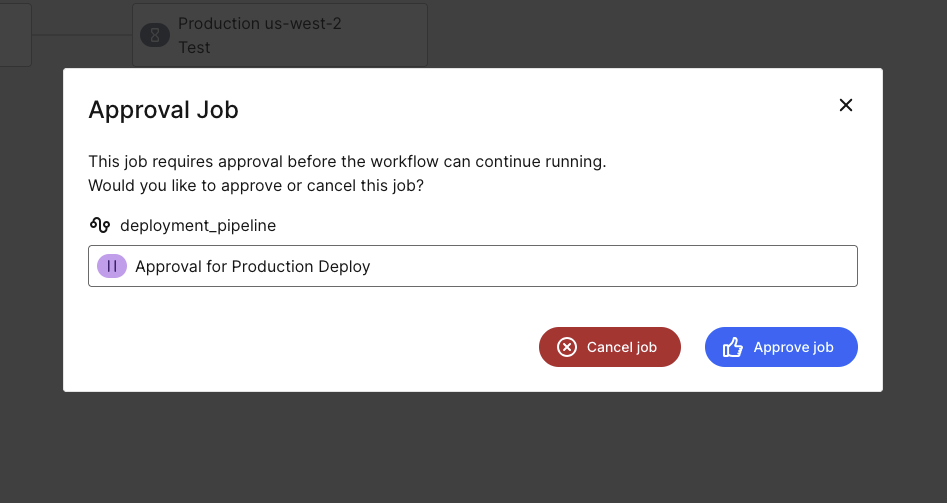 Production us-west-2
Test
Approval Job
This job requires approval before the workflow can continue running.
Would you like to approve or cancel this job?
deployment_pipeline
Approval for Production Deploy
Cancel job
Approve job